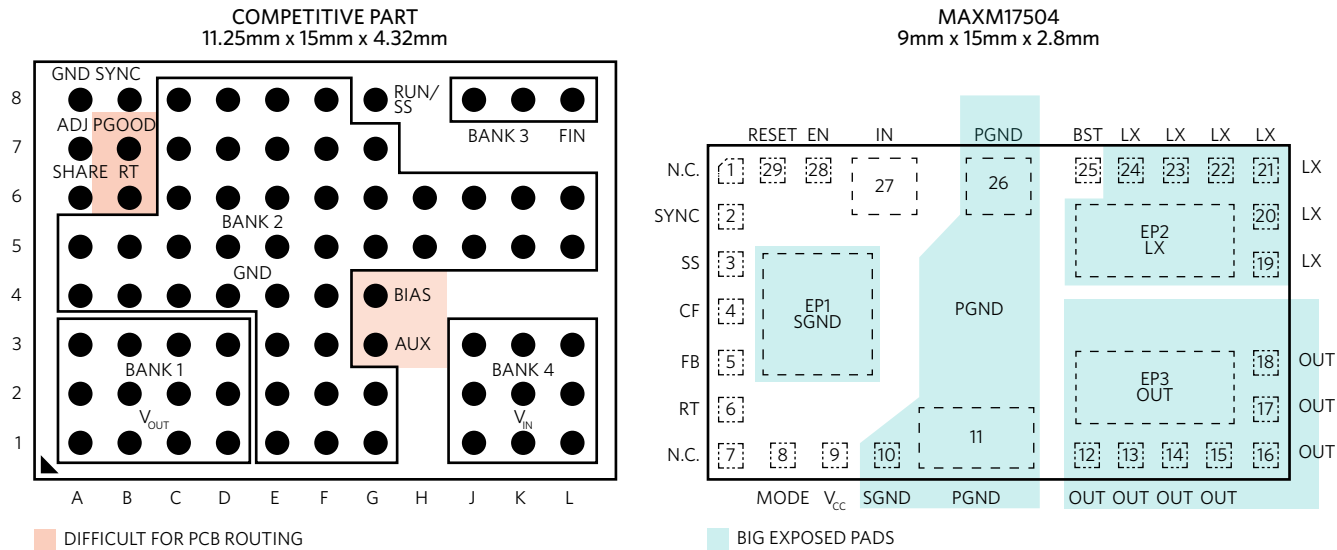 COMPETITIVE PART
11.25mm x 15mm x 4.32mm
GND SYNC
8
RUN/
SS
ADJ PGOOD
BANK 3 FIN
7
SHARE RT
6
BANK 2
5
GND
4
BIAS
3
AUX
BANK 1
BANK 4
2
VOUT
VIN
1
A B C D E F G H J K L
DIFFICULT FOR PCB ROUTING
MAXM17504
9mm x 15mm x 2.8mm
RESET EN IN PGND BST LX LX LX LX
N.C. 1 29 28 27 26 25 24 23 22 21 LX
SYNC 2 20 LX
EP2
LX
SS 3 19 LX
EP1
SGND
CF 4 PGND
FB 5 18 OUT
EP3
OUT
RT 6 17 OUT
11
N.C. 7 8 9 10 12 13 14 15 16 OUT
MODE VCC SGND PGND OUT OUT OUT OUT
BIG EXPOSED PADS